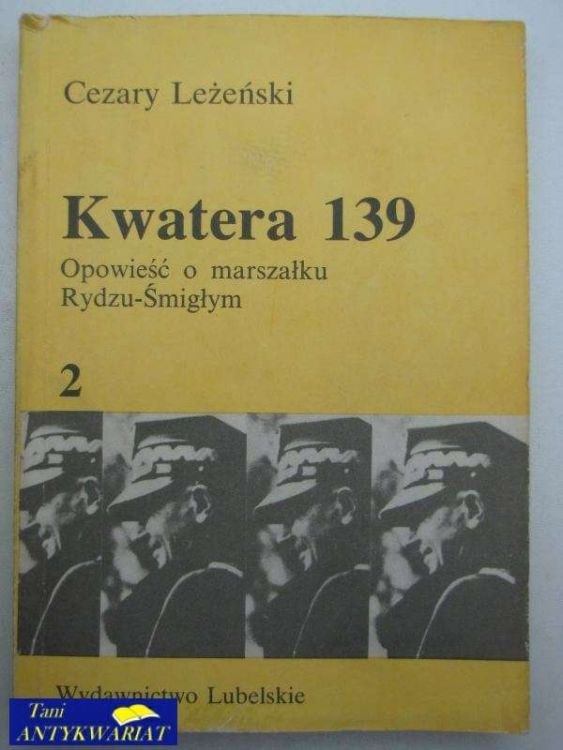 Cezary Leżeński
Kwatera 139
Opowieść o marszałku
Rydzu-Śmigłym
2
Wydawnictwo Lubelskie
Tani
ANTYKWARIAT